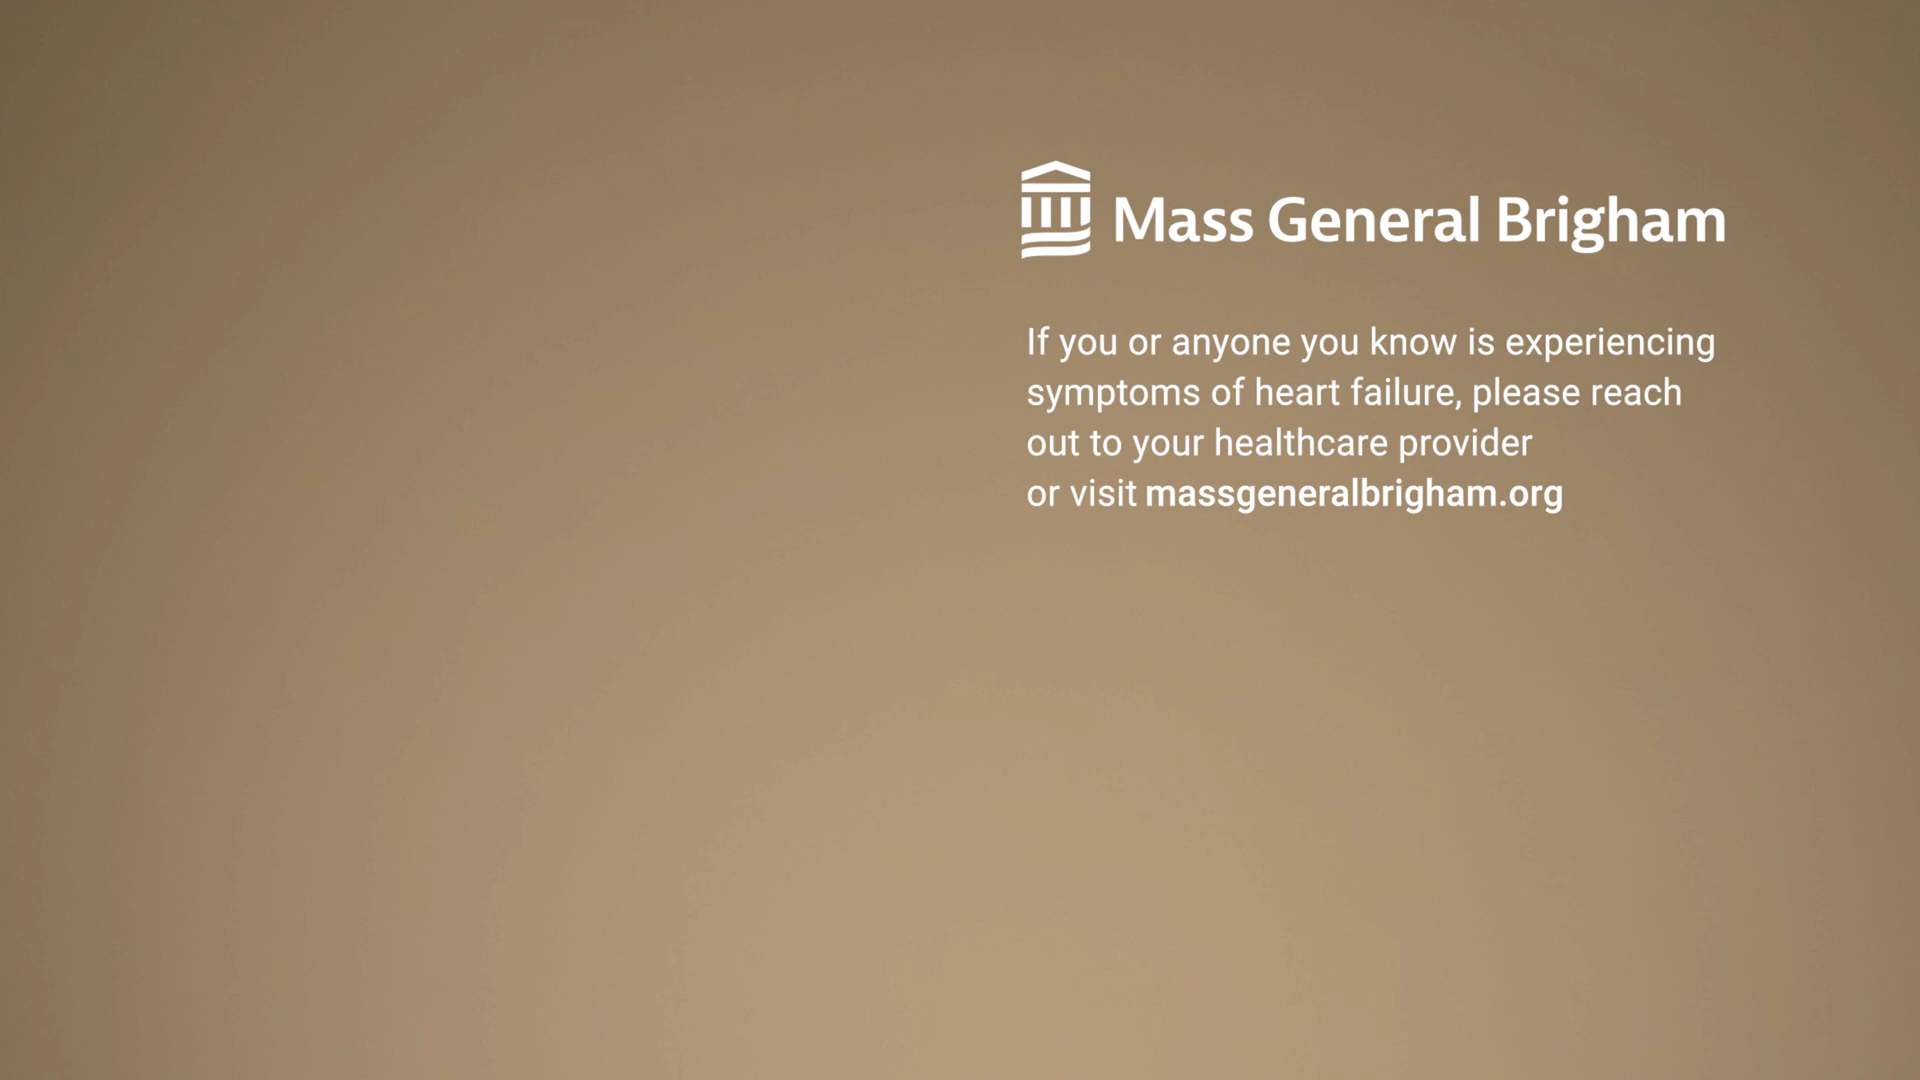 Mass General Brigham
If you or anyone you know is experiencing
symptoms of heart failure, please reach
out to your healthcare provider
or visit massgeneralbrigham.org